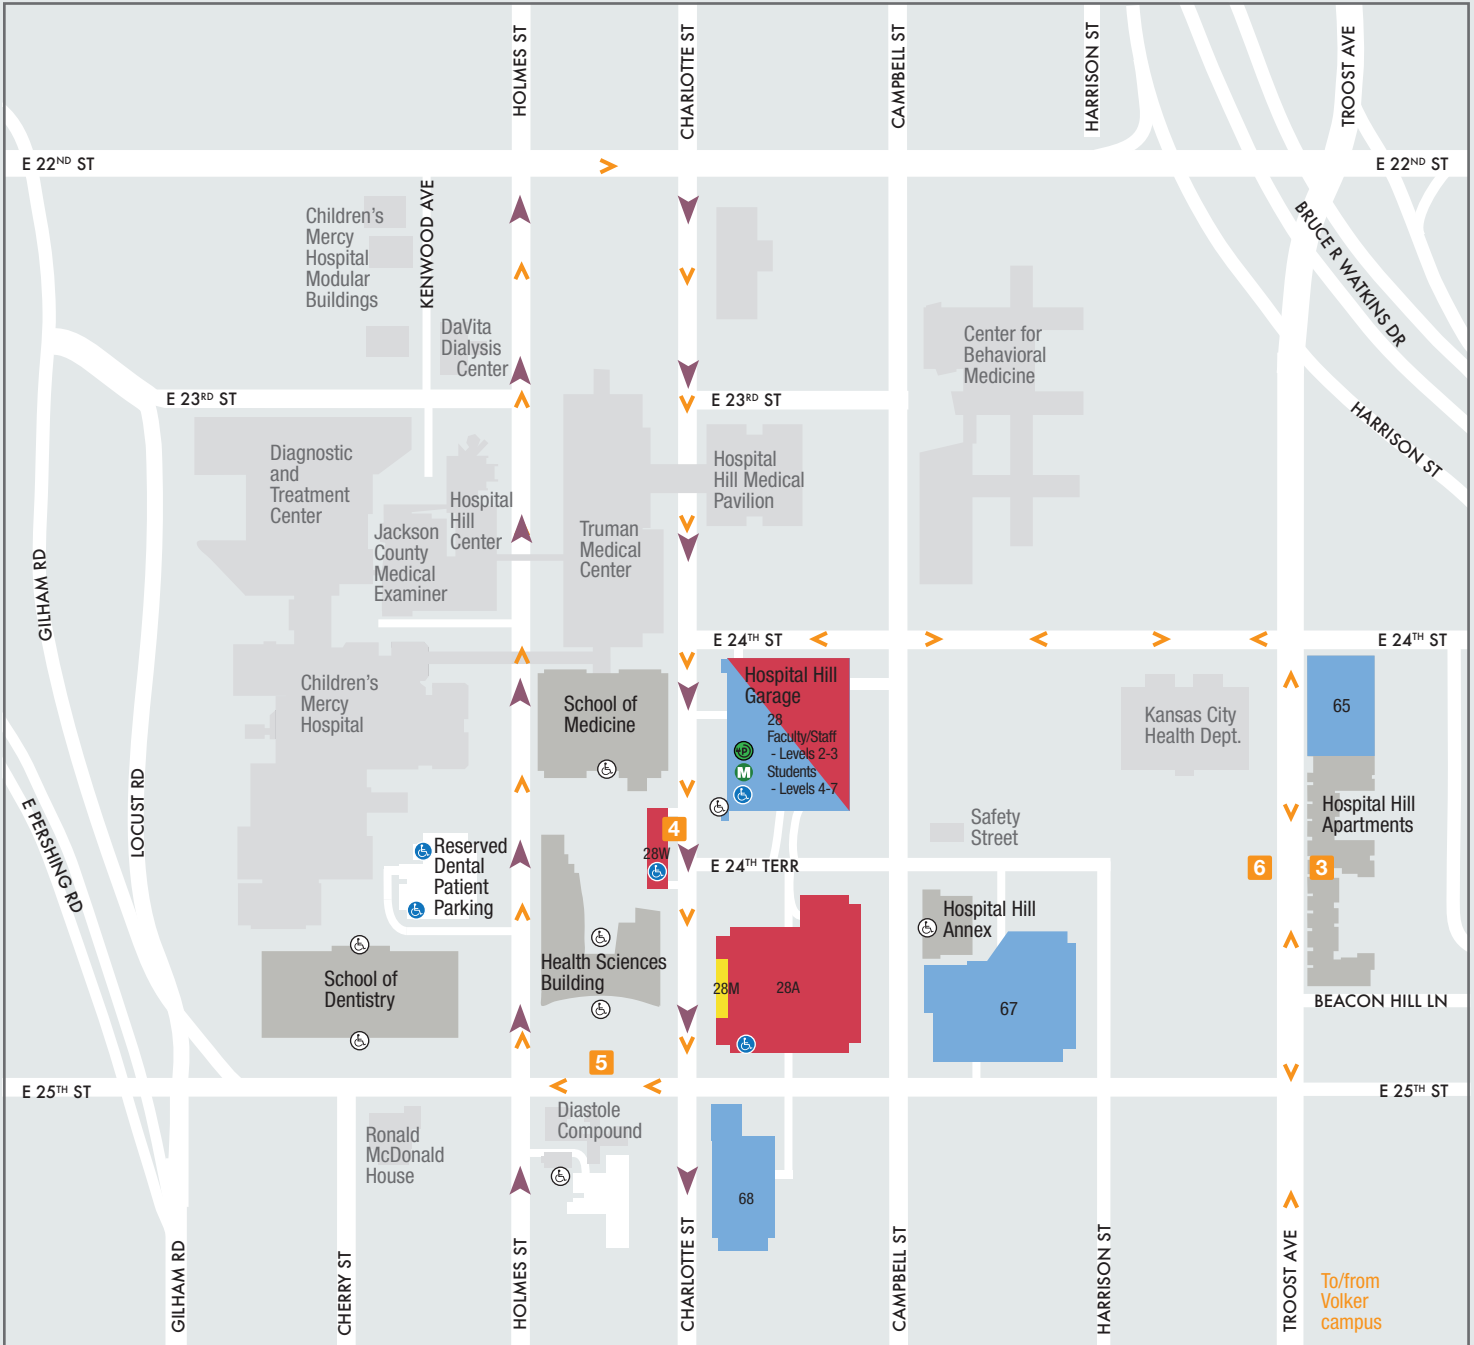 HOLMES ST
CHARLOTTE ST
CAMPBELL ST
HARRISON ST
TROOST AVE
E 22ND ST
E 22ND ST
KENWOOD AVE
Children's
Mercy
Hospital
Modular
Buildings
BRUCE R WATKINS DR
DaVita
Dialysis
Center
Center for
Behavioral
Medicine
E 23RD ST
E 23RD ST
HARRISON ST
Diagnostic
and
Treatment
Center
Hospital
Hill Medical
Pavilion
Hospital
Hill
Center
Jackson
County
Medical
Examiner
Truman
Medical
Center
GILHAM RD
E 24TH ST
E 24TH ST
Children's
Mercy
Hospital
School of
Medicine
Hospital Hill
Garage
28
Faculty/Staff
- Levels 2-3
Students
- Levels 4-7
P
M
Kansas City
Health Dept.
65
LOCUST RD
E PERSHING RD
Hospital Hill
Apartments
Safety
Street
4
28W
Reserved
Dental
Patient
Parking
E 24TH TERR
6
3
Hospital Hill
Annex
School of
Dentistry
Health Sciences
Building
28M
28A
67
BEACON HILL LN
5
E 25TH ST
E 25TH ST
Diastole
Compound
Ronald
McDonald
House
68
GILHAM RD
CHERRY ST
HOLMES ST
CHARLOTTE ST
CAMPBELL ST
HARRISON ST
TROOST AVE
To/from
Volker
campus